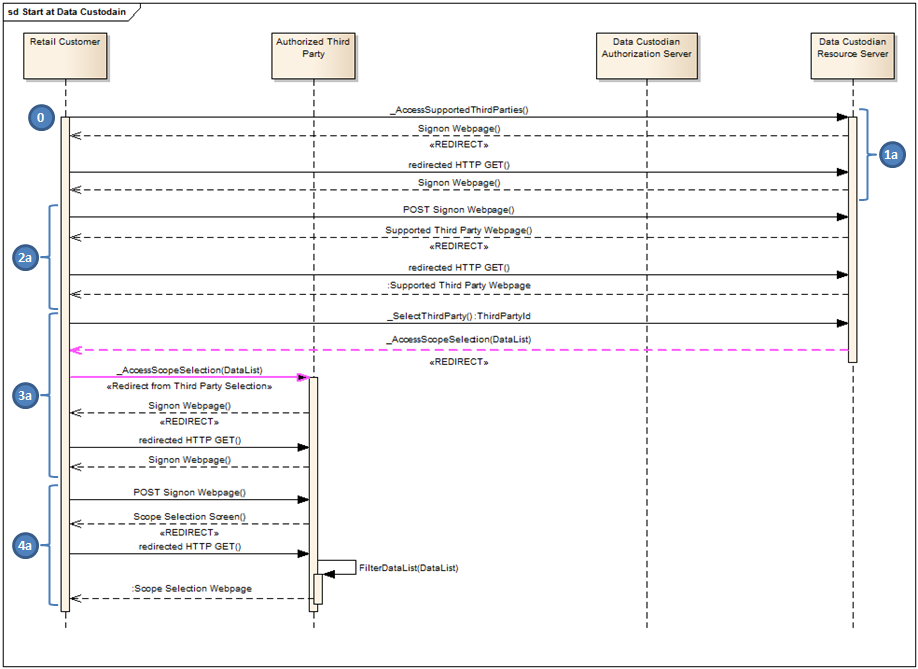 sd Start at Data Custodain
Retail Customer
Authorized Third
Party
Data Custodian
Authorization Server
Data Custodian
Resource Server
0
_AccessSupportedThirdParties()
Signon Webpage()
«REDIRECT»
1a
redirected HTTP GET()
Signon Webpage()
POST Signon Webpage()
Supported Third Party Webpage()
«REDIRECT»
2a
redirected HTTP GET()
:Supported Third Party Webpage
_SelectThirdParty() :ThirdPartyId
_AccessScopeSelection(DataList)
«REDIRECT»
_AccessScopeSelection(DataList)
«Redirect from Third Party Selection»
3a
Signon Webpage()
«REDIRECT»
redirected HTTP GET()
Signon Webpage()
POST Signon Webpage()
Scope Selection Screen()
«REDIRECT»
4a
redirected HTTP GET()
FilterDataList(DataList)
:Scope Selection Webpage